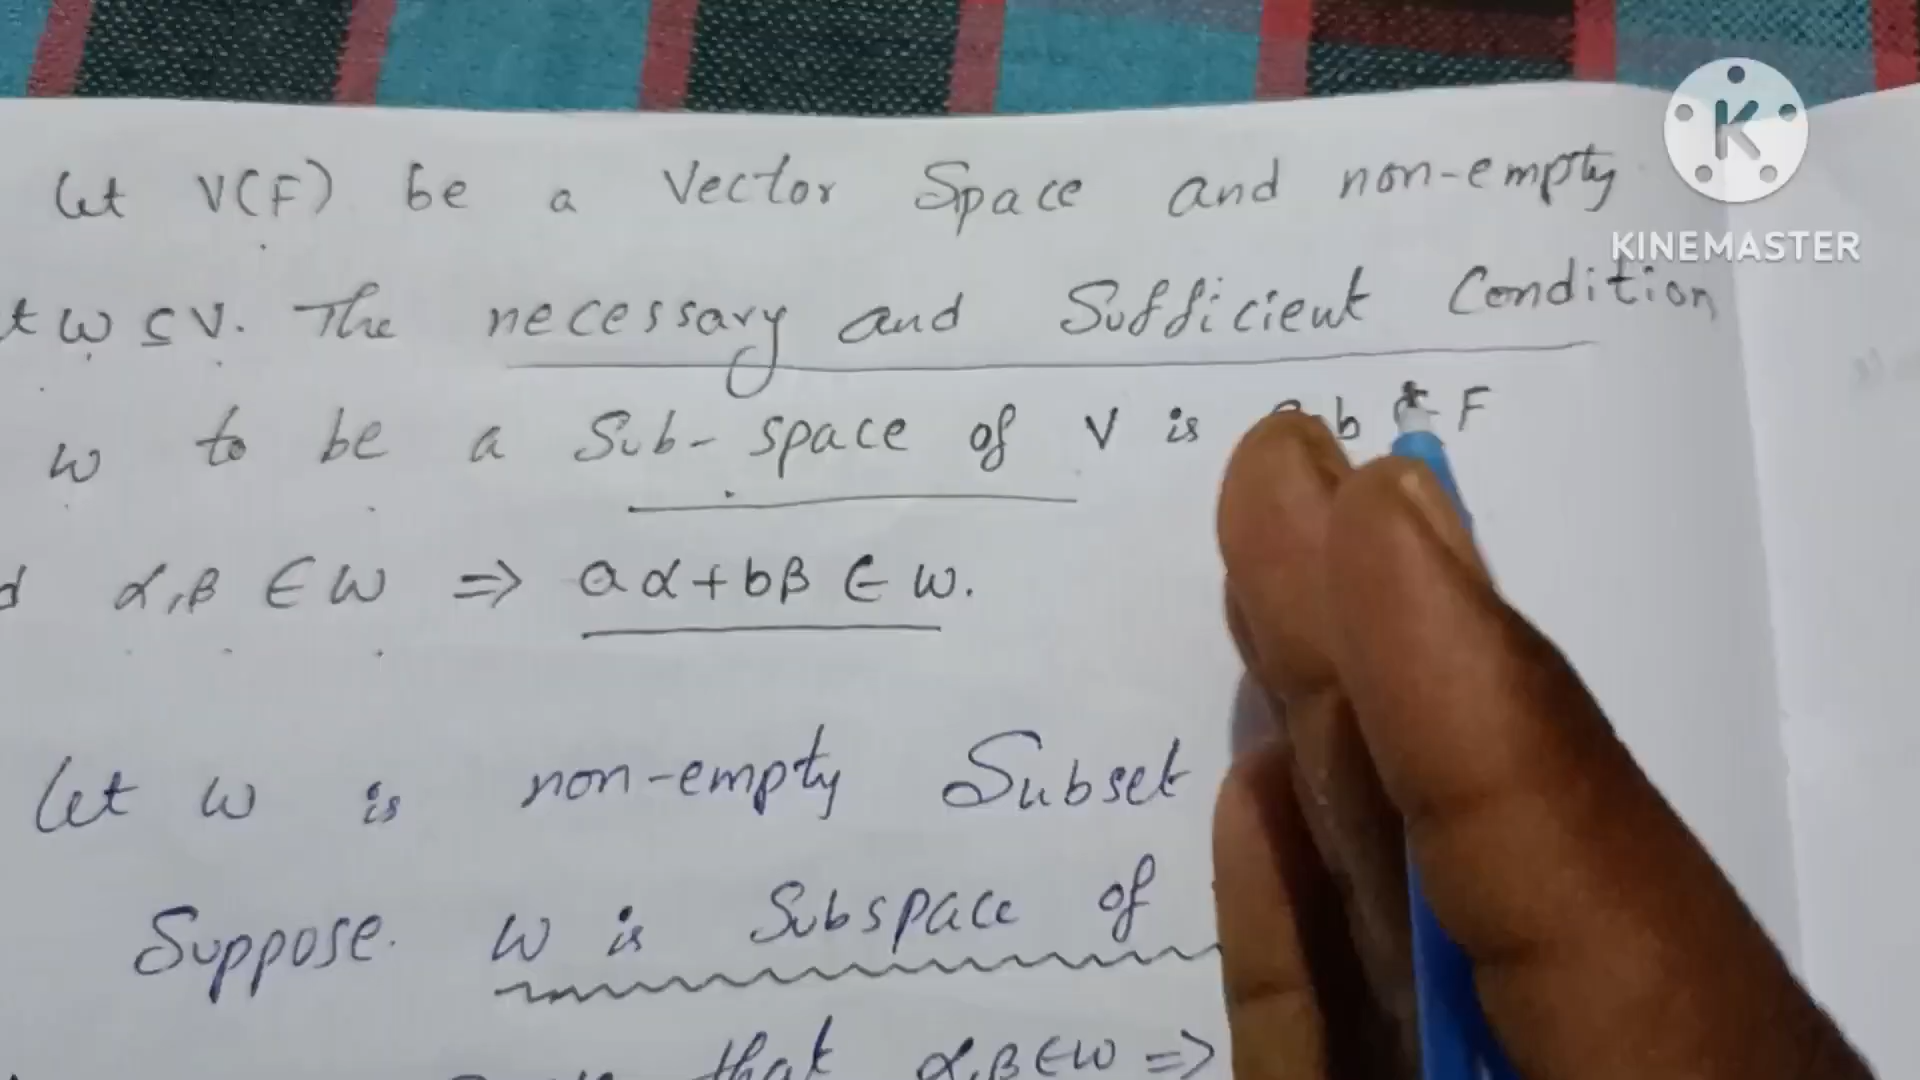 Let V(F) be a Vector Space and non-empty
KINEMASTER
t W ⊆ V. The necessary and Sufficient Condition
W to be a Sub-space of V is a, b ∈ F
d α,β ∈ W => aα+bβ ∈ W.
Let W is non-empty Subset
Suppose. W is Subspace of
that α,β ∈ W =>